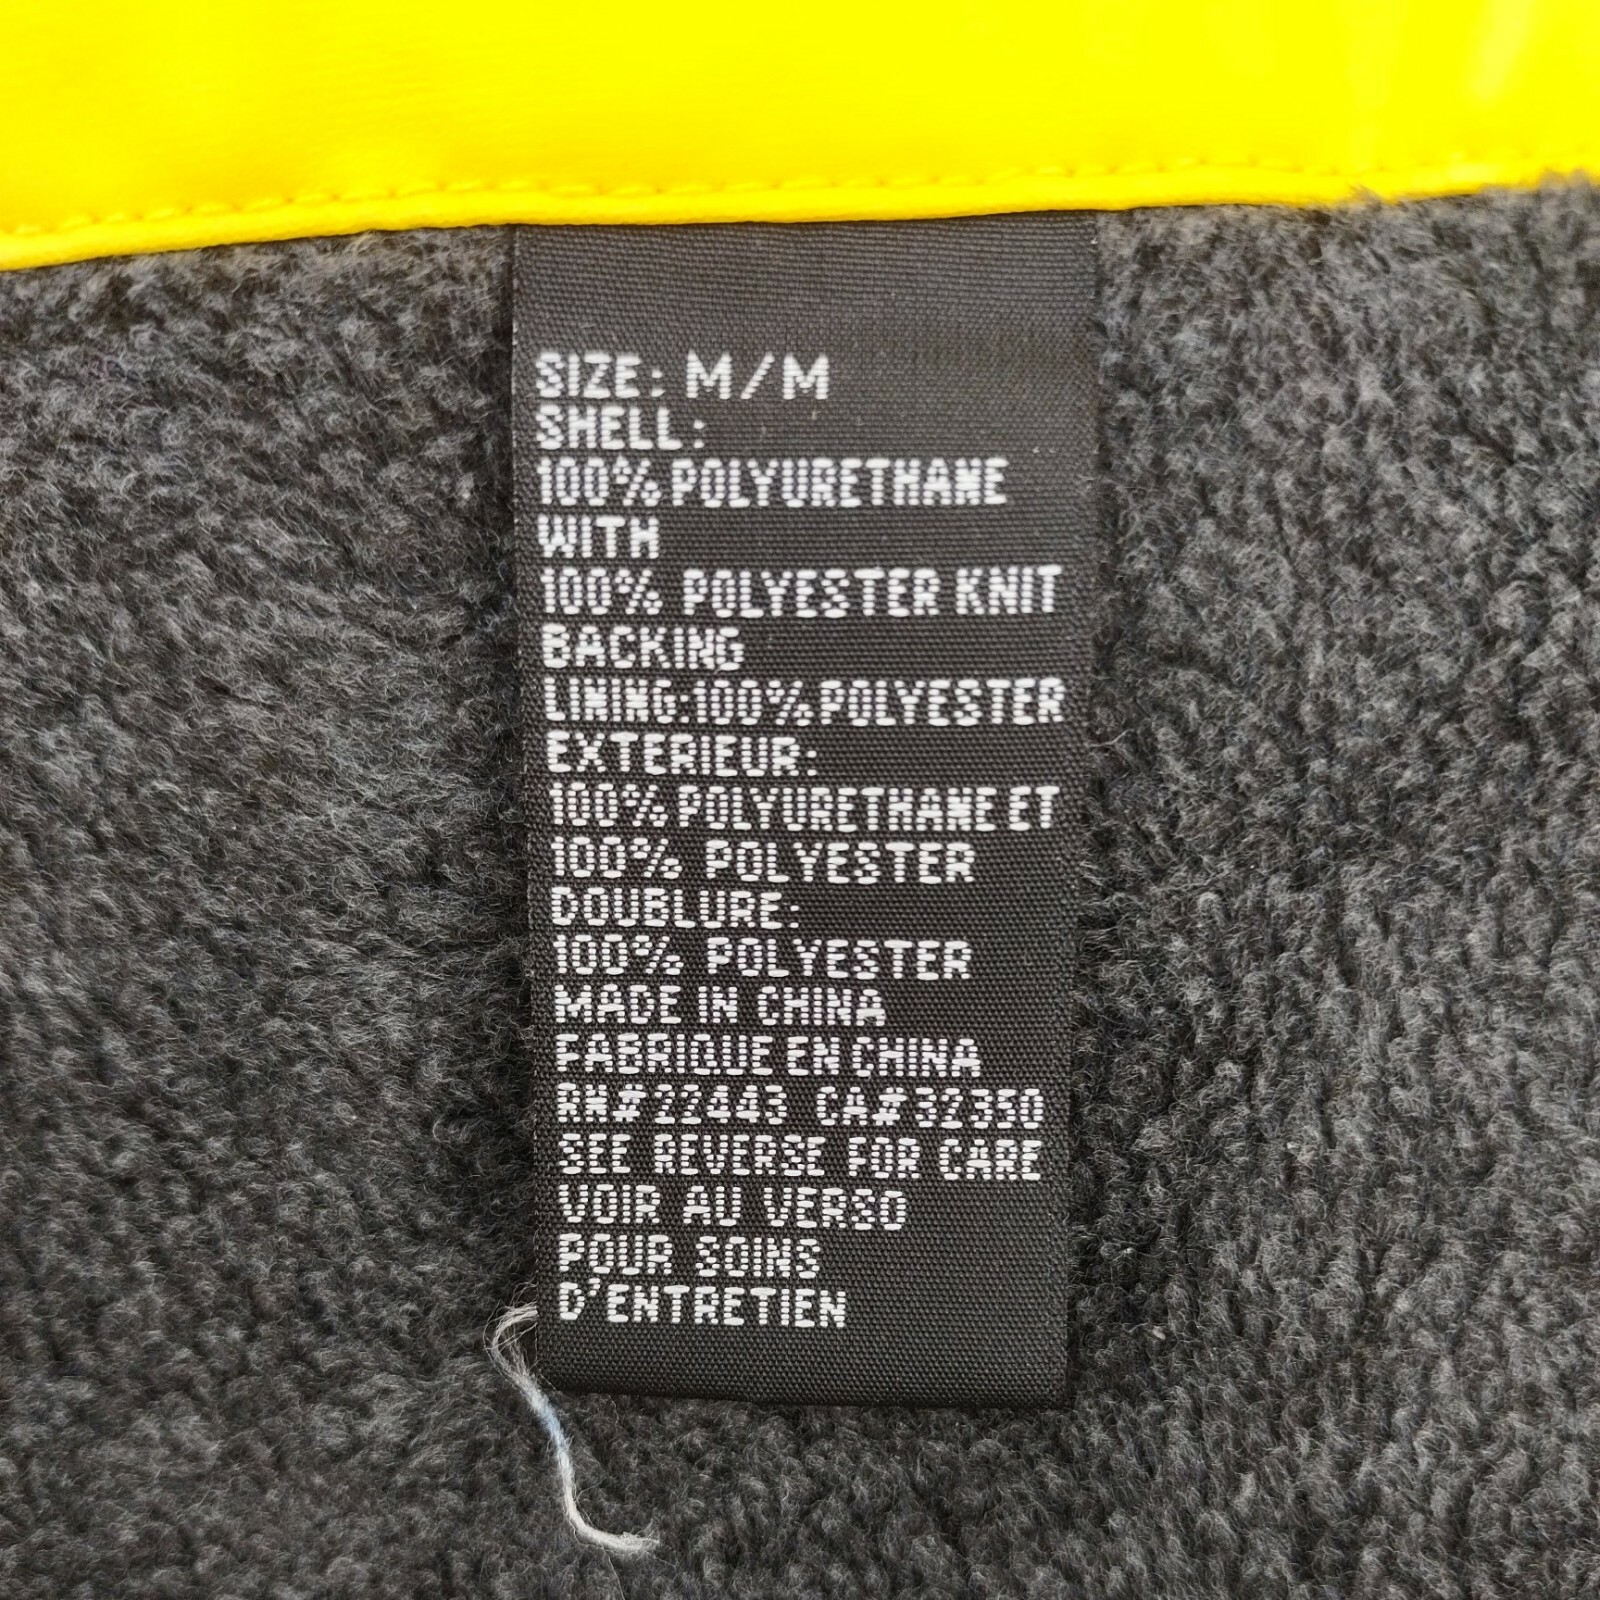 SIZE: M/M
SHELL:
100% POLYURETHANE
WITH
100% POLYESTER KNIT
BACKING
LINING:100% POLYESTER
EXTERIEUR:
100% POLYURETHANE ET
100% POLYESTER
DOUBLURE:
100% POLYESTER
MADE IN CHINA
FABRIQUE EN CHINA
RN#22443 CA#32350
SEE REVERSE FOR CARE
VOIR AU VERSO
POUR SOINS
D'ENTRETIEN